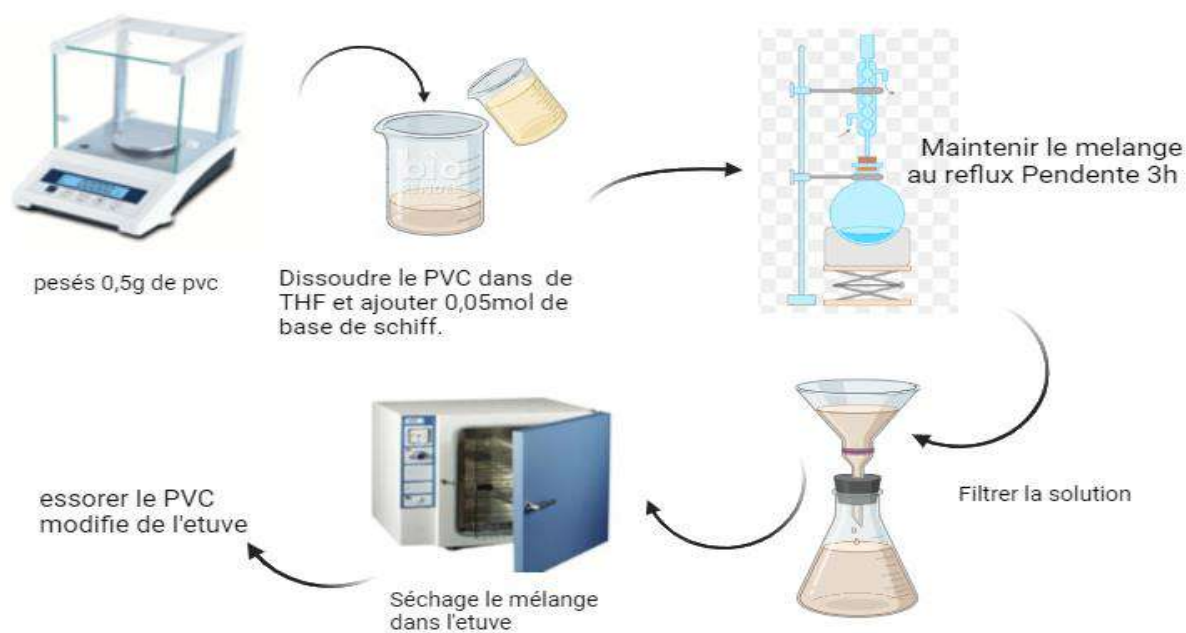 pesés 0,5g de pvc
Dissoudre le PVC dans de
THF et ajouter 0,05mol de
base de schiff.
Maintenir le melange
au reflux Pendente 3h
Filtrer la solution
Séchage le mélange
dans l'etuve
essorer le PVC
modifie de l'etuve